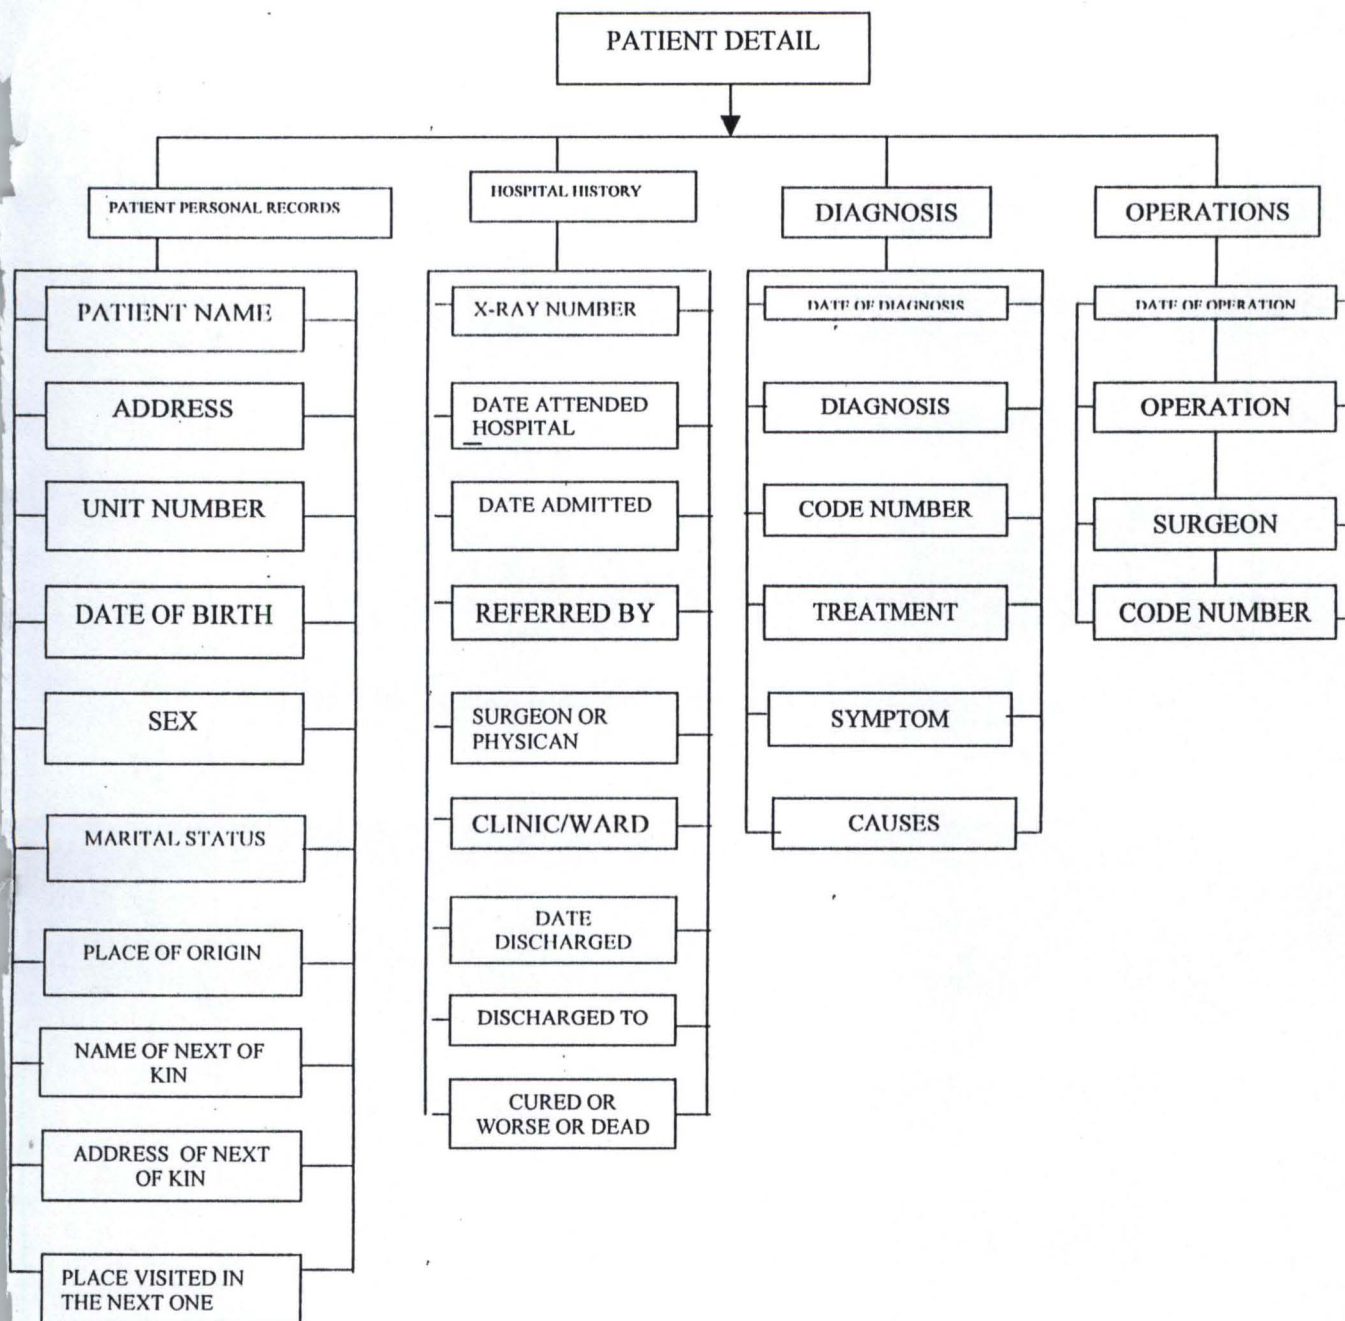 PATIENT DETAIL
PATIENT PERSONAL RECORDS
PATIENT NAME
ADDRESS
UNIT NUMBER
DATE OF BIRTH
SEX
MARITAL STATUS
PLACE OF ORIGIN
NAME OF NEXT OF
KIN
ADDRESS OF NEXT
OF KIN
PLACE VISITED IN
THE NEXT ONE
HOSPITAL HISTORY
X-RAY NUMBER
DATE ATTENDED
HOSPITAL
DATE ADMITTED
REFERRED BY
SURGEON OR
PHYSICAN
CLINIC/WARD
DATE
DISCHARGED
DISCHARGED TO
CURED OR
WORSE OR DEAD
DIAGNOSIS
DATE OF DIAGNOSIS
DIAGNOSIS
CODE NUMBER
TREATMENT
SYMPTOM
CAUSES
OPERATIONS
DATE OF OPERATION
OPERATION
SURGEON
CODE NUMBER